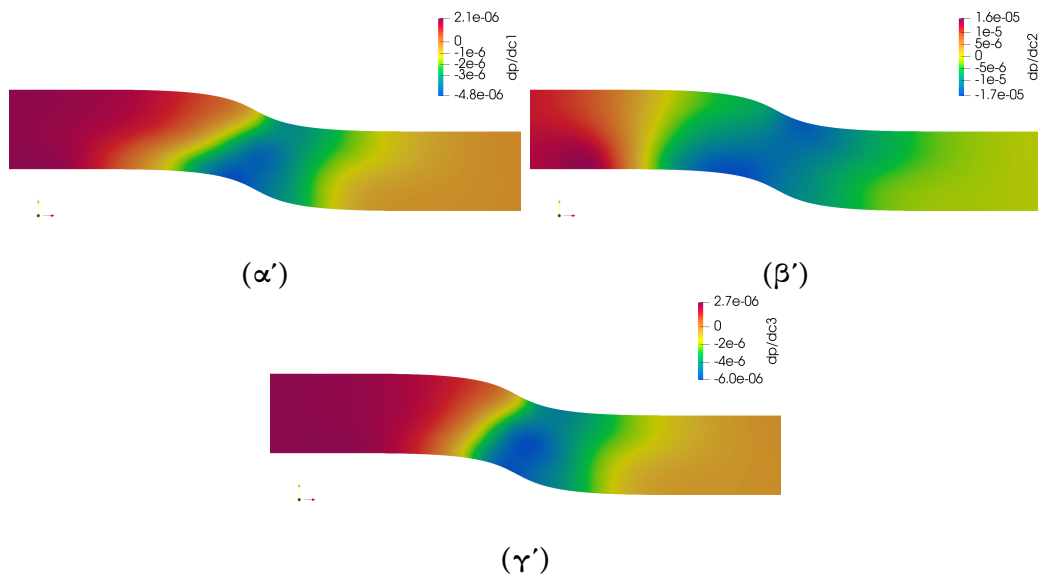 2.1e-06
0
-1e-6
-2e-6
-3e-6
-4.8e-06
dp/dc1
(α’)
1.6e-05
1e-5
5e-6
0
-5e-6
-1e-5
-1.7e-05
dp/dc2
(β’)
2.7e-06
0
-2e-6
-4e-6
-6.0e-06
dp/dc3
(γ’)